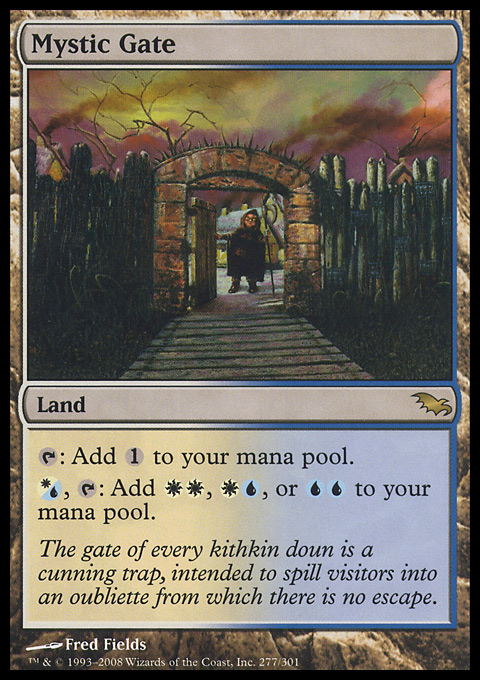 Mystic Gate
Land
: Add 1 to your mana pool.
, : Add , , or to your
mana pool.
The gate of every kithkin doun is a
cunning trap, intended to spill visitors into
an oubliette from which there is no escape.
Fred Fields
™ & © 1993–2008 Wizards of the Coast, Inc. 277/301